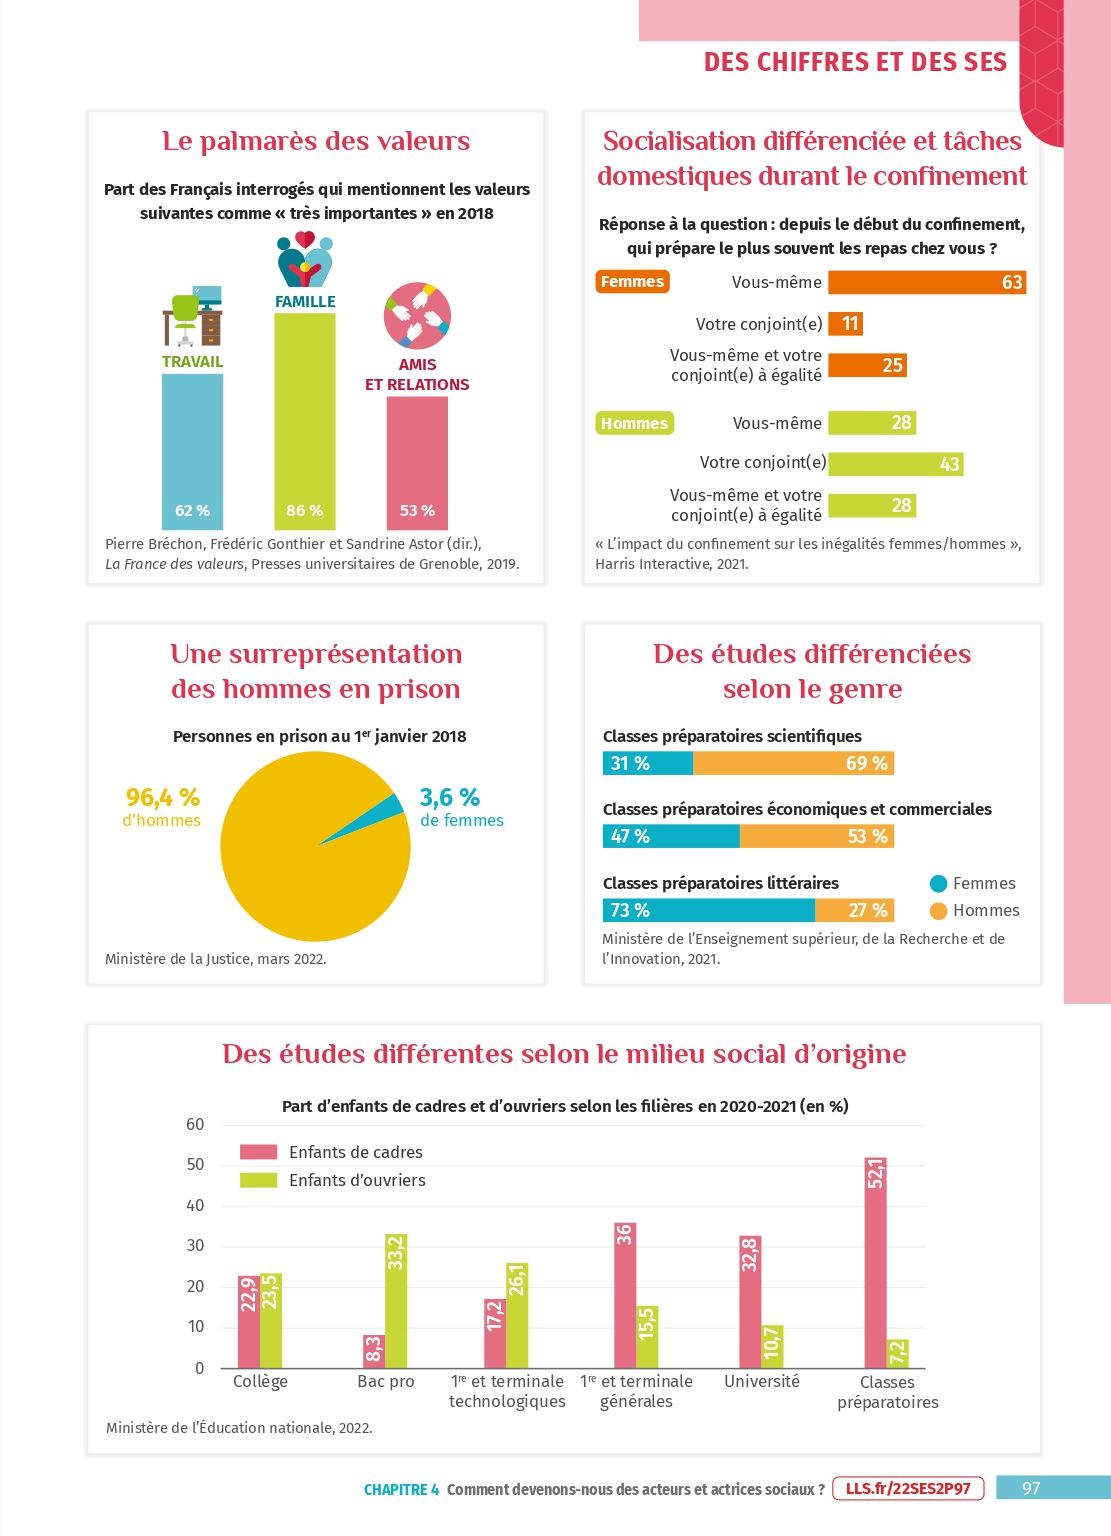 DES CHIFFRES ET DES SES
Le palmarès des valeurs
Part des Français interrogés qui mentionnent les valeurs
suivantes comme « très importantes » en 2018
TRAVAIL
FAMILLE
AMIS
ET RELATIONS
62 %
86 %
53 %
Pierre Bréchon, Frédéric Gonthier et Sandrine Astor (dir.),
La France des valeurs, Presses universitaires de Grenoble, 2019.
Socialisation différenciée et tâches
domestiques durant le confinement
Réponse à la question : depuis le début du confinement,
qui prépare le plus souvent les repas chez vous ?
Femmes
Vous-même
63
Votre conjoint(e)
11
Vous-même et votre
conjoint(e) à égalité
25
Hommes
Vous-même
28
Votre conjoint(e)
43
Vous-même et votre
conjoint(e) à égalité
28
« L’impact du confinement sur les inégalités femmes/hommes »,
Harris Interactive, 2021.
Une surreprésentation
des hommes en prison
Personnes en prison au 1er janvier 2018
96,4 %
d’hommes
3,6 %
de femmes
Ministère de la Justice, mars 2022.
Des études différenciées
selon le genre
Classes préparatoires scientifiques
31 % 69 %
Classes préparatoires économiques et commerciales
47 % 53 %
Classes préparatoires littéraires
73 % 27 %
Femmes
Hommes
Ministère de l’Enseignement supérieur, de la Recherche et de
l’Innovation, 2021.
Des études différentes selon le milieu social d’origine
Part d’enfants de cadres et d’ouvriers selon les filières en 2020-2021 (en %)
60
50
40
30
20
10
0
Enfants de cadres
Enfants d’ouvriers
22,9
23,5
8,3
33,2
17,2
26,1
36
15,5
32,8
10,7
52,1
7,2
Collège
Bac pro
1re et terminale
technologiques
1re et terminale
générales
Université
Classes
préparatoires
Ministère de l’Éducation nationale, 2022.
CHAPITRE 4 Comment devenons-nous des acteurs et actrices sociaux ? LLS.fr/22SES2P97 97